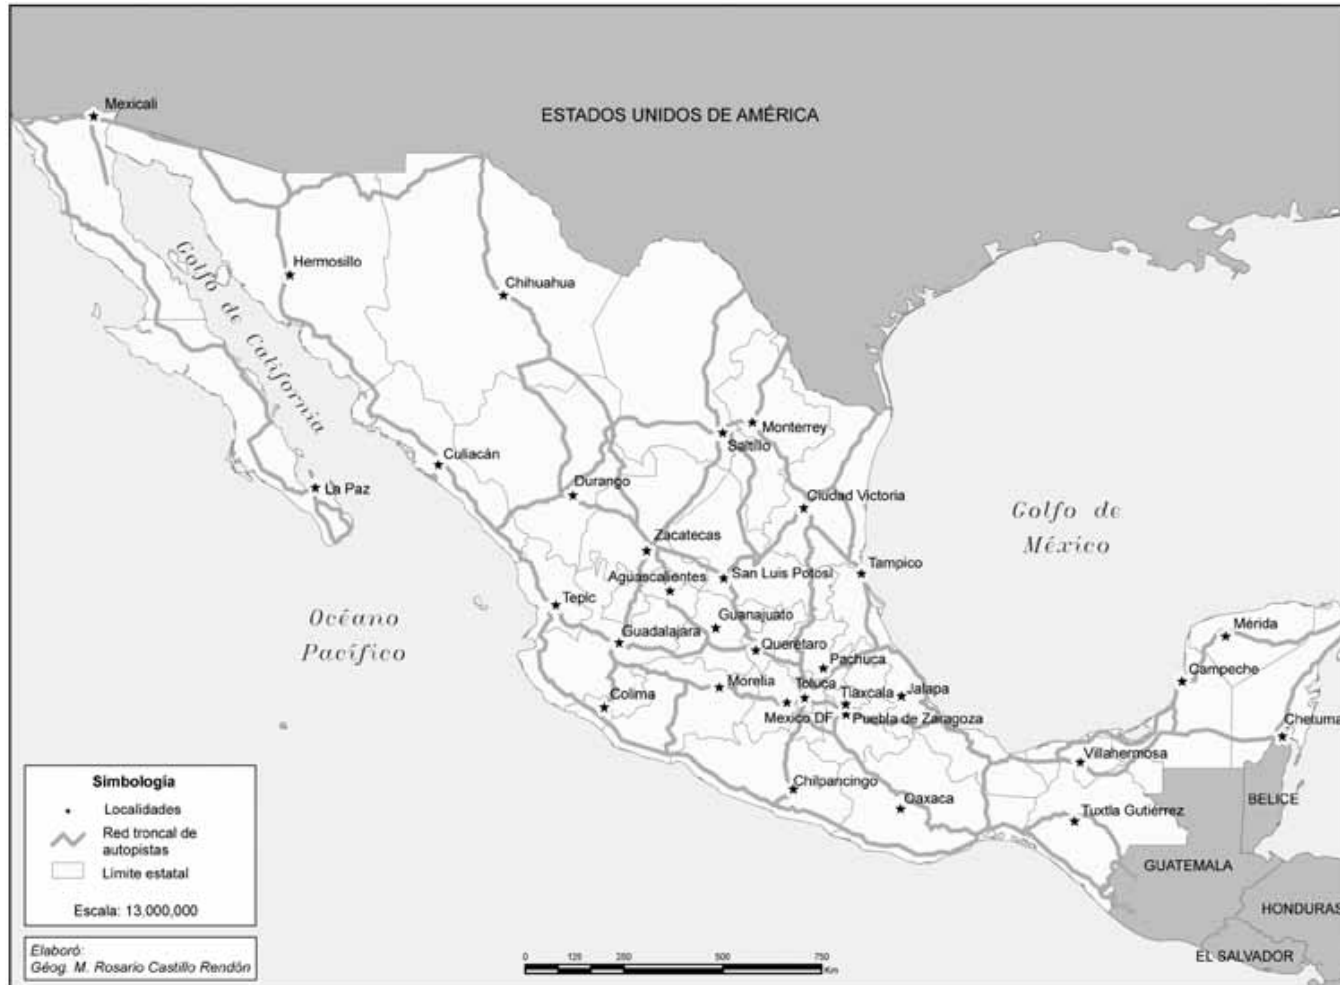 Mexicali
ESTADOS UNIDOS DE AMÉRICA
Hermosillo
Chihuahua
Golfo de California
Monterrey
Saltillo
Culiacán
Durango
La Paz
Ciudad Victoria
Golfo de
México
Zacatecas
Tampico
Aguascalientes
San Luis Potosí
Tepic
Océano
Pacífico
Guanajuato
Guadalajara
Querétaro
Mérida
Pachuca
Campeche
Morelia
Toluca
Tlaxcala
Jalapa
Colima
Mexico DF
Puebla de Zaragoza
Chetuma
Villahermosa
Chilpancingo
Oaxaca
Tuxtla Gutiérrez
BELICE
GUATEMALA
HONDURAS
EL SALVADOR
Simbología
Localidades
Red troncal de
autopistas
Límite estatal
Escala: 13,000,000
Elaboró:
Géog. M. Rosario Castillo Rendón
0 125 250 500 750
Km